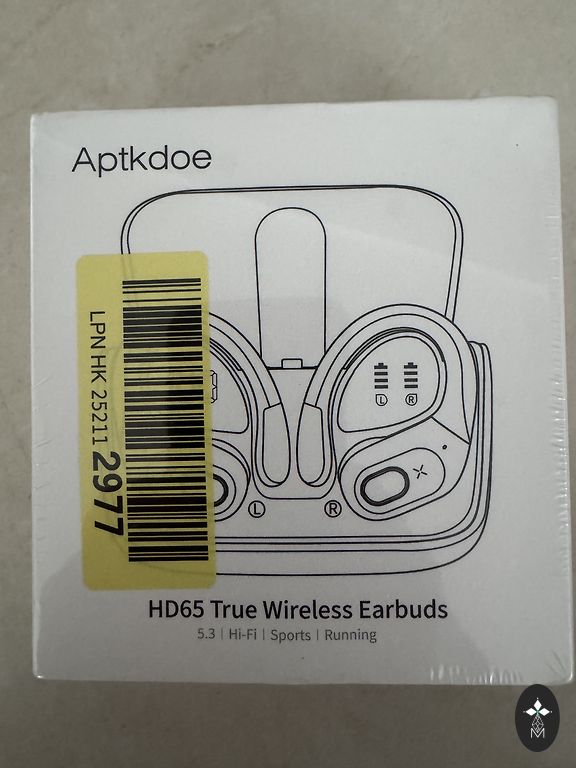 Aptkdoe
LPN HK 25211 2977
L R
L R
HD65 True Wireless Earbuds
5.3 | Hi-Fi | Sports | Running
M